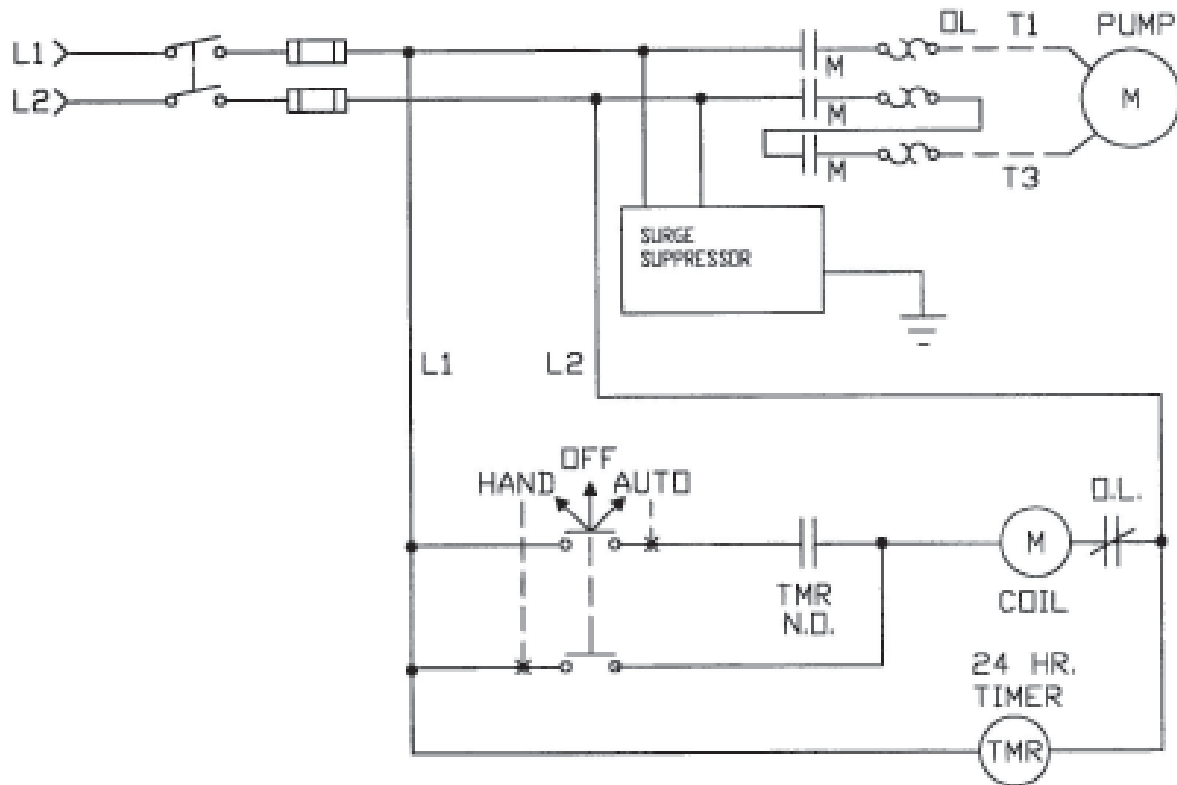 OL T1 PUMP
L1
M
M
L2
M
M
T3
SURGE
SUPPRESSOR
L1 L2
OFF
HAND AUTO
O.L.
M
TMR
N.O.
COIL
24 HR.
TIMER
TMR